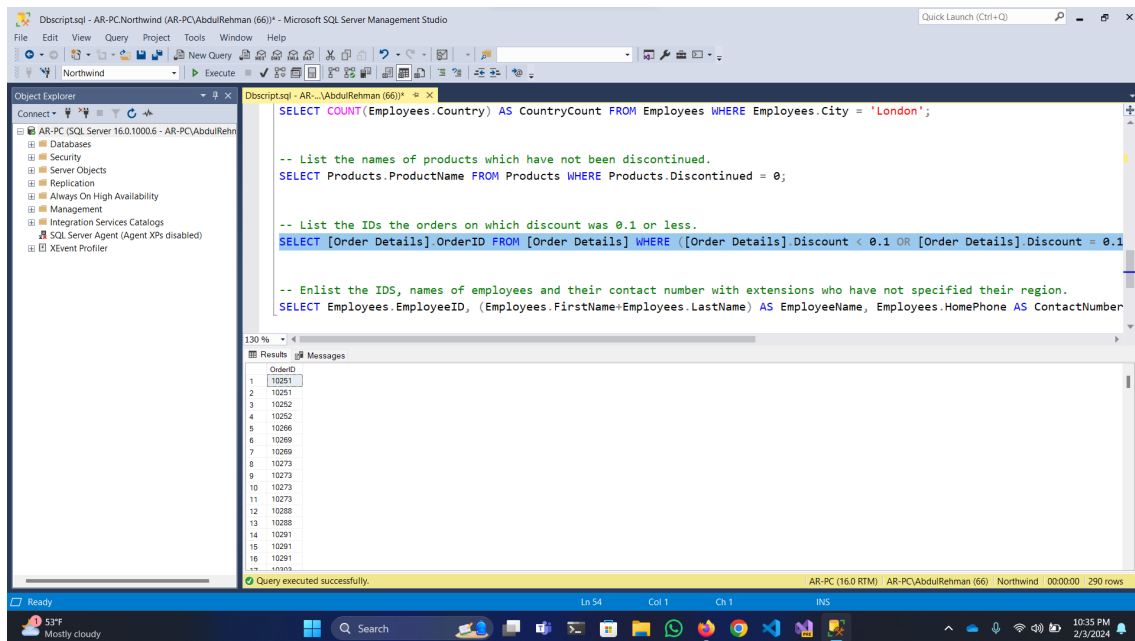 Dbscript.sql - AR-PC.Northwind (AR-PC\AbdulRehman (66))* - Microsoft SQL Server Management Studio
Quick Launch (Ctrl+Q)
File Edit View Query Project Tools Window Help
New Query
Northwind
Execute
Object Explorer
Dbscript.sql - AR-...\AbdulRehman (66))*
Connect
AR-PC (SQL Server 16.0.1000.6 - AR-PC\AbdulRehn
Databases
Security
Server Objects
Replication
Always On High Availability
Management
Integration Services Catalogs
SQL Server Agent (Agent XPs disabled)
XEvent Profiler
SELECT COUNT(Employees.Country) AS CountryCount FROM Employees WHERE Employees.City = 'London';
-- List the names of products which have not been discontinued.
SELECT Products.ProductName FROM Products WHERE Products.Discontinued = 0;
-- List the IDs the orders on which discount was 0.1 or less.
SELECT [Order Details].OrderID FROM [Order Details] WHERE ([Order Details].Discount < 0.1 OR [Order Details].Discount = 0.1
-- Enlist the IDS, names of employees and their contact number with extensions who have not specified their region.
SELECT Employees.EmployeeID, (Employees.FirstName+Employees.LastName) AS EmployeeName, Employees.HomePhone AS ContactNumber
130 %
Results Messages
OrderID
1 10251
2 10251
3 10252
4 10252
5 10266
6 10269
7 10269
8 10273
9 10273
10 10273
11 10273
12 10288
13 10288
14 10291
15 10291
16 10291
17 10303
Query executed successfully.
AR-PC (16.0 RTM) AR-PC\AbdulRehman (66) Northwind 00:00:00 290 rows
Ready
Ln 54 Col 1 Ch 1 INS
1
53°F
Mostly cloudy
Search
10:35 PM
2/3/2024